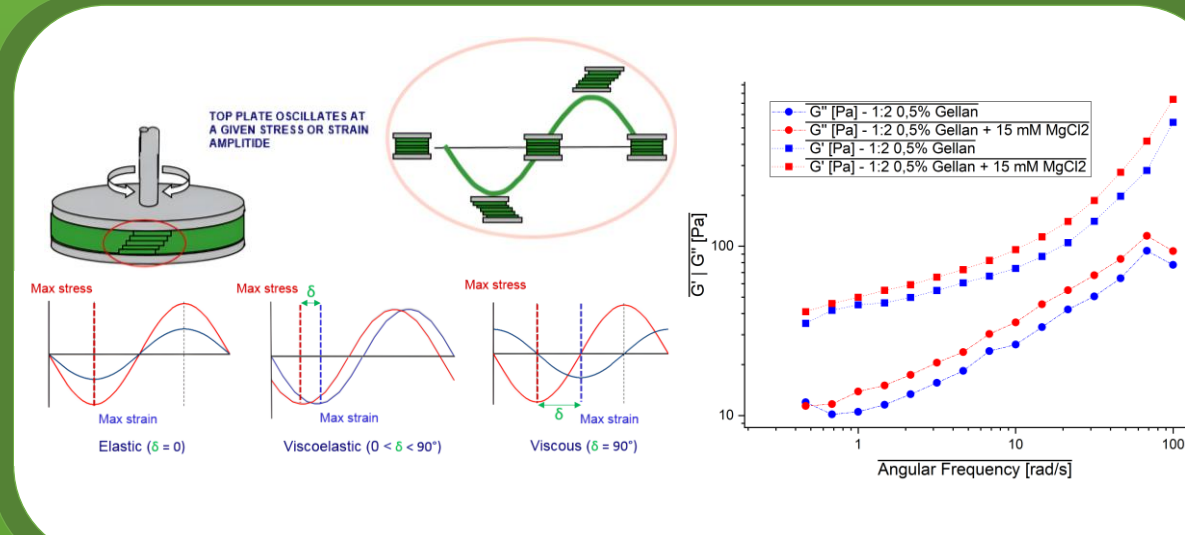 TOP PLATE OSCILLATES AT
A GIVEN STRESS OR STRAIN
AMPLITIDE
Max stress
Max strain
Elastic (δ = 0)
Max stress
δ
Max strain
Viscoelastic (0 < δ < 90°)
Max stress
δ
Max strain
Viscous (δ = 90°)
G'' [Pa] - 1:2 0,5% Gellan
G'' [Pa] - 1:2 0,5% Gellan + 15 mM MgCl2
G' [Pa] - 1:2 0,5% Gellan
G' [Pa] - 1:2 0,5% Gellan + 15 mM MgCl2
G' | G'' [Pa]
100
10
1
10
100
Angular Frequency [rad/s]